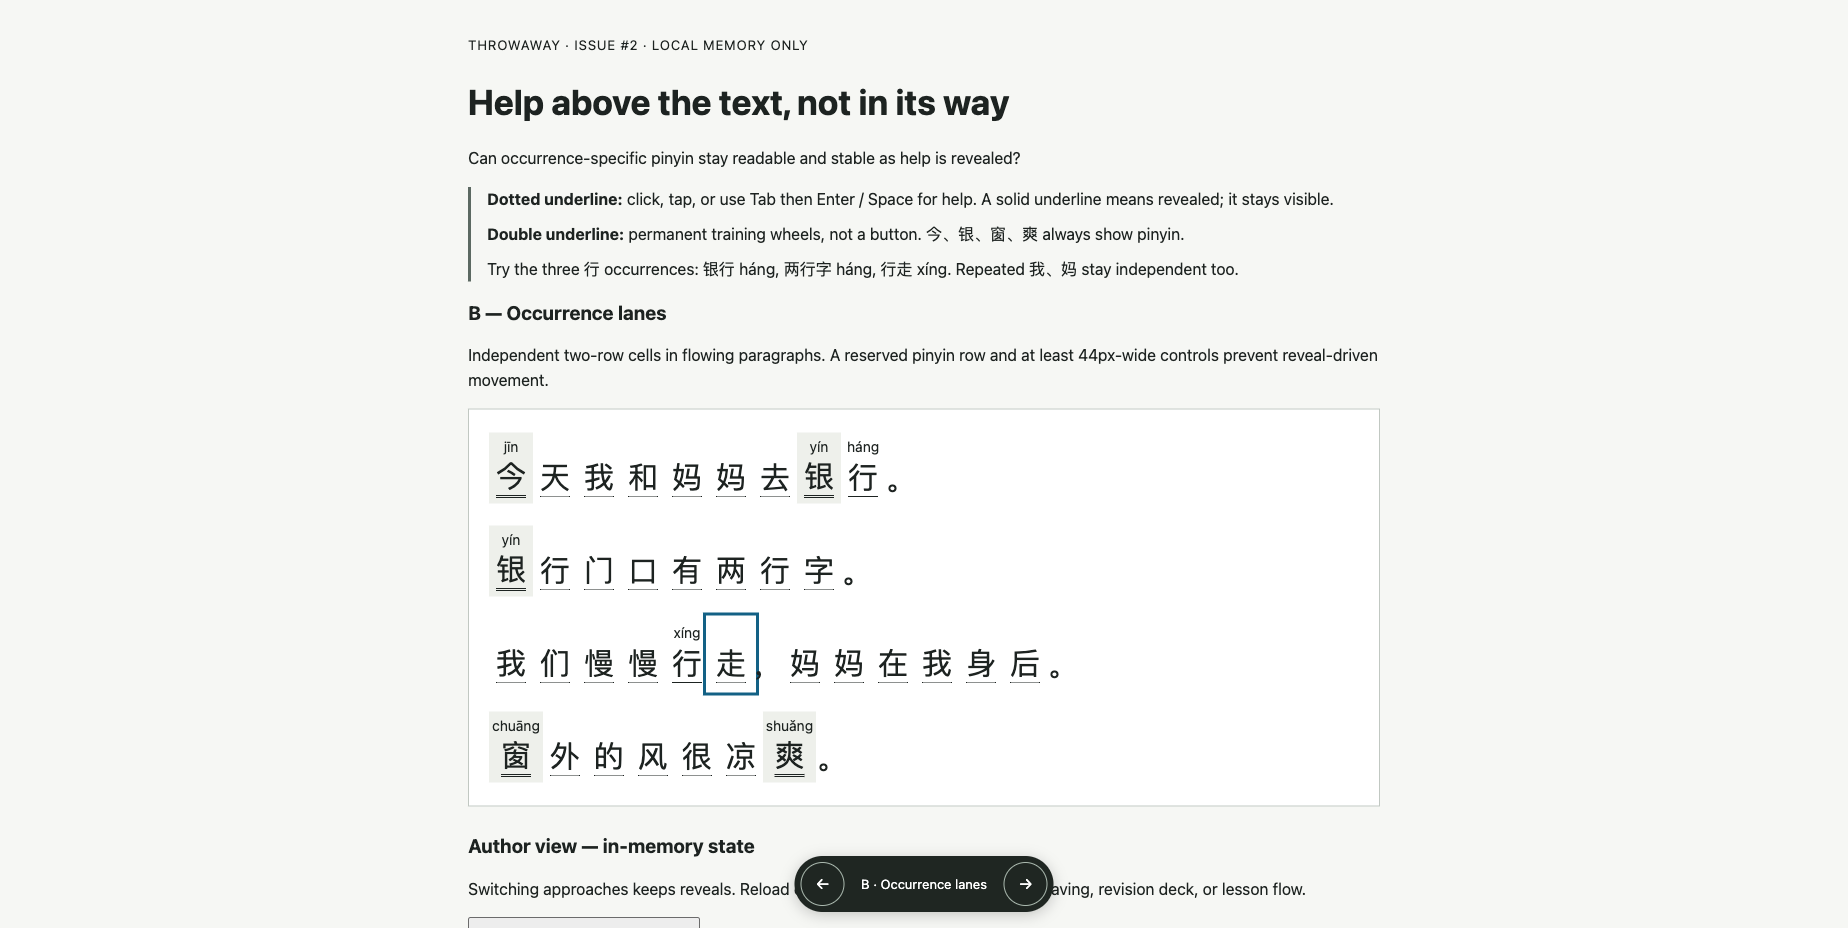 THROWAWAY · ISSUE #2 · LOCAL MEMORY ONLY
Help above the text, not in its way
Can occurrence-specific pinyin stay readable and stable as help is revealed?
Dotted underline: click, tap, or use Tab then Enter / Space for help. A solid underline means revealed; it stays visible.
Double underline: permanent training wheels, not a button. 今、银、窗、爽 always show pinyin.
Try the three 行 occurrences: 银行 háng, 两行字 háng, 行走 xíng. Repeated 我、妈 stay independent too.
B — Occurrence lanes
Independent two-row cells in flowing paragraphs. A reserved pinyin row and at least 44px-wide controls prevent reveal-driven
movement.
jīn yín háng
今天我和妈妈去银行。
yín
银行门口有两行字。
xíng
我们慢慢行走，妈妈在我身后。
chuāng shuǎng
窗外的风很凉爽。
Author view — in-memory state
Switching approaches keeps reveals. Reload aving, revision deck, or lesson flow.
← B · Occurrence lanes →